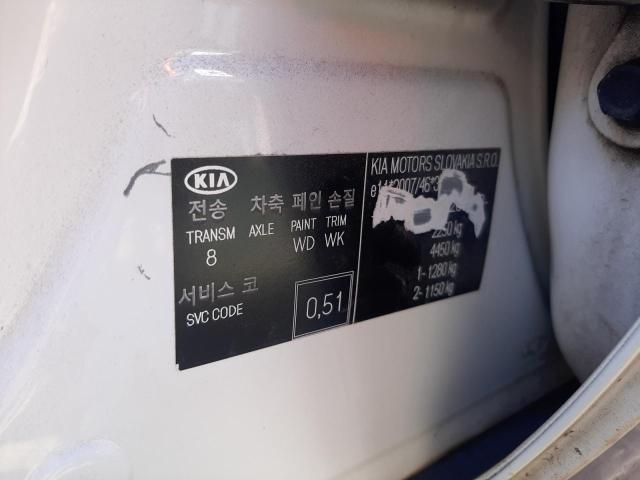 KIA
전송 차축 페인 손질
TRANSM AXLE PAINT TRIM
8 WD WK
서비스 코
SVC CODE 0,51
KIA MOTORS SLOVAKIA S.R.O.
2250 kg
4450 kg
1- 1280 kg
2- 1150 kg